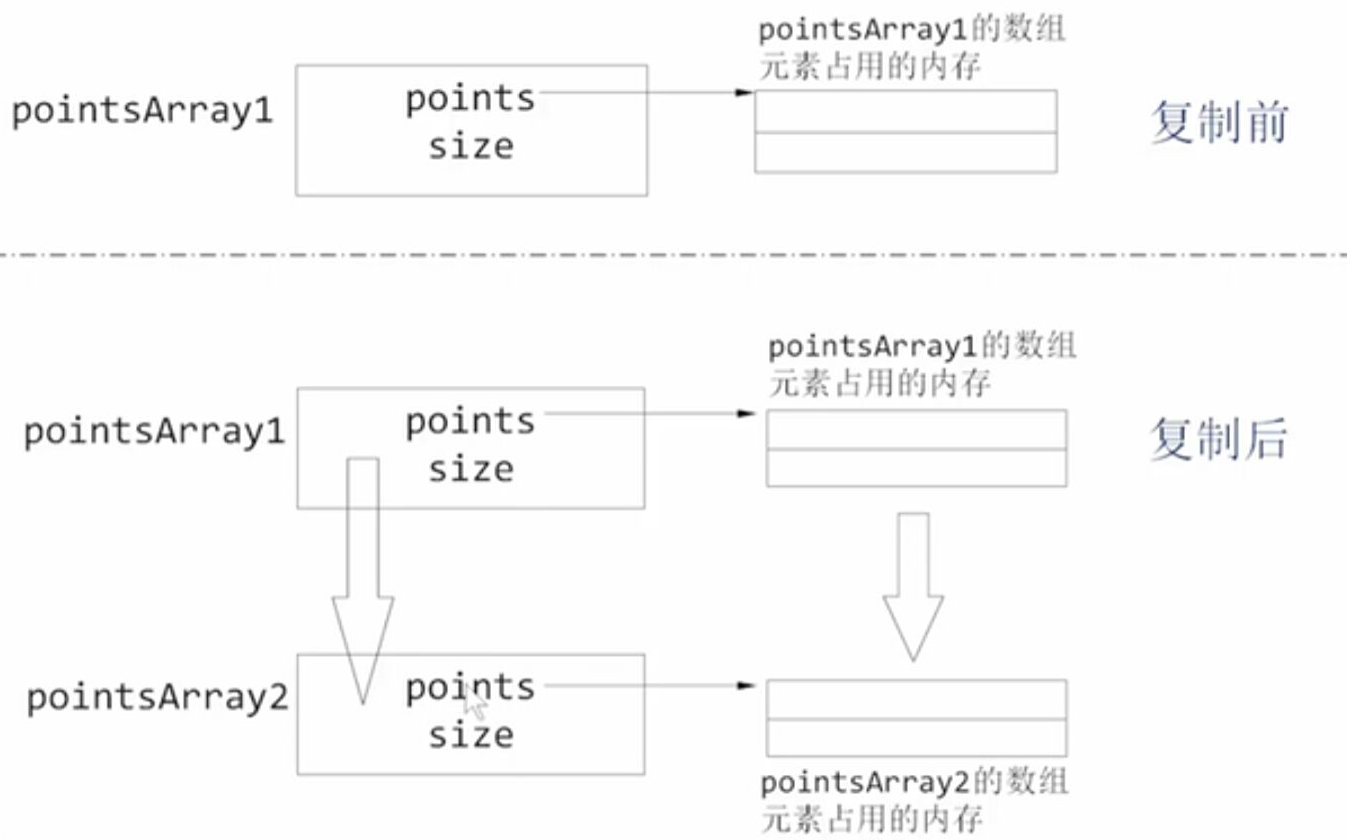 pointsArray1的数组
元素占用的内存
pointsArray1
points
size
复制前
pointsArray1的数组
元素占用的内存
pointsArray1
points
size
复制后
pointsArray2
points
size
pointsArray2的数组
元素占用的内存